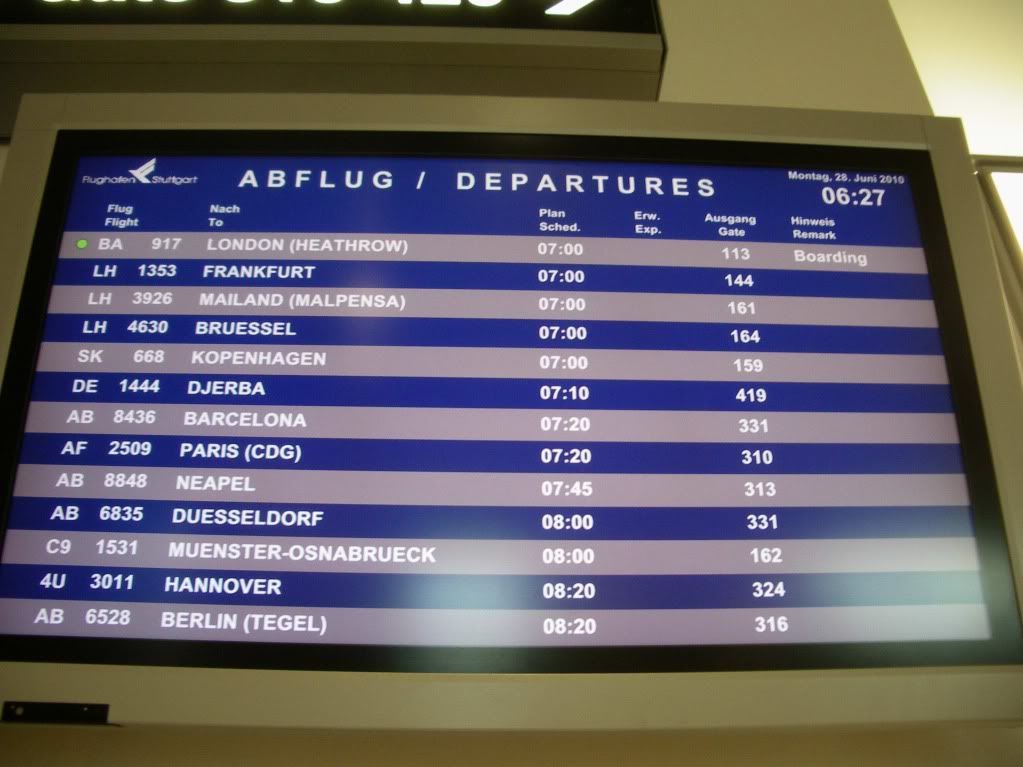 Flughafen Stuttgart ABFLUG / DEPARTURES Montag, 28. Juni 2010
06:27
Flug Nach Plan Erw. Ausgang Hinweis
Flight To Sched. Exp. Gate Remark
BA 917 LONDON (HEATHROW) 07:00 113 Boarding
LH 1353 FRANKFURT 07:00 144
LH 3926 MAILAND (MALPENSA) 07:00 161
LH 4630 BRUESSEL 07:00 164
SK 668 KOPENHAGEN 07:00 159
DE 1444 DJERBA 07:10 419
AB 8436 BARCELONA 07:20 331
AF 2509 PARIS (CDG) 07:20 310
AB 8848 NEAPEL 07:45 313
AB 6835 DUESSELDORF 08:00 331
C9 1531 MUENSTER-OSNABRUECK 08:00 162
4U 3011 HANNOVER 08:20 324
AB 6528 BERLIN (TEGEL) 08:20 316